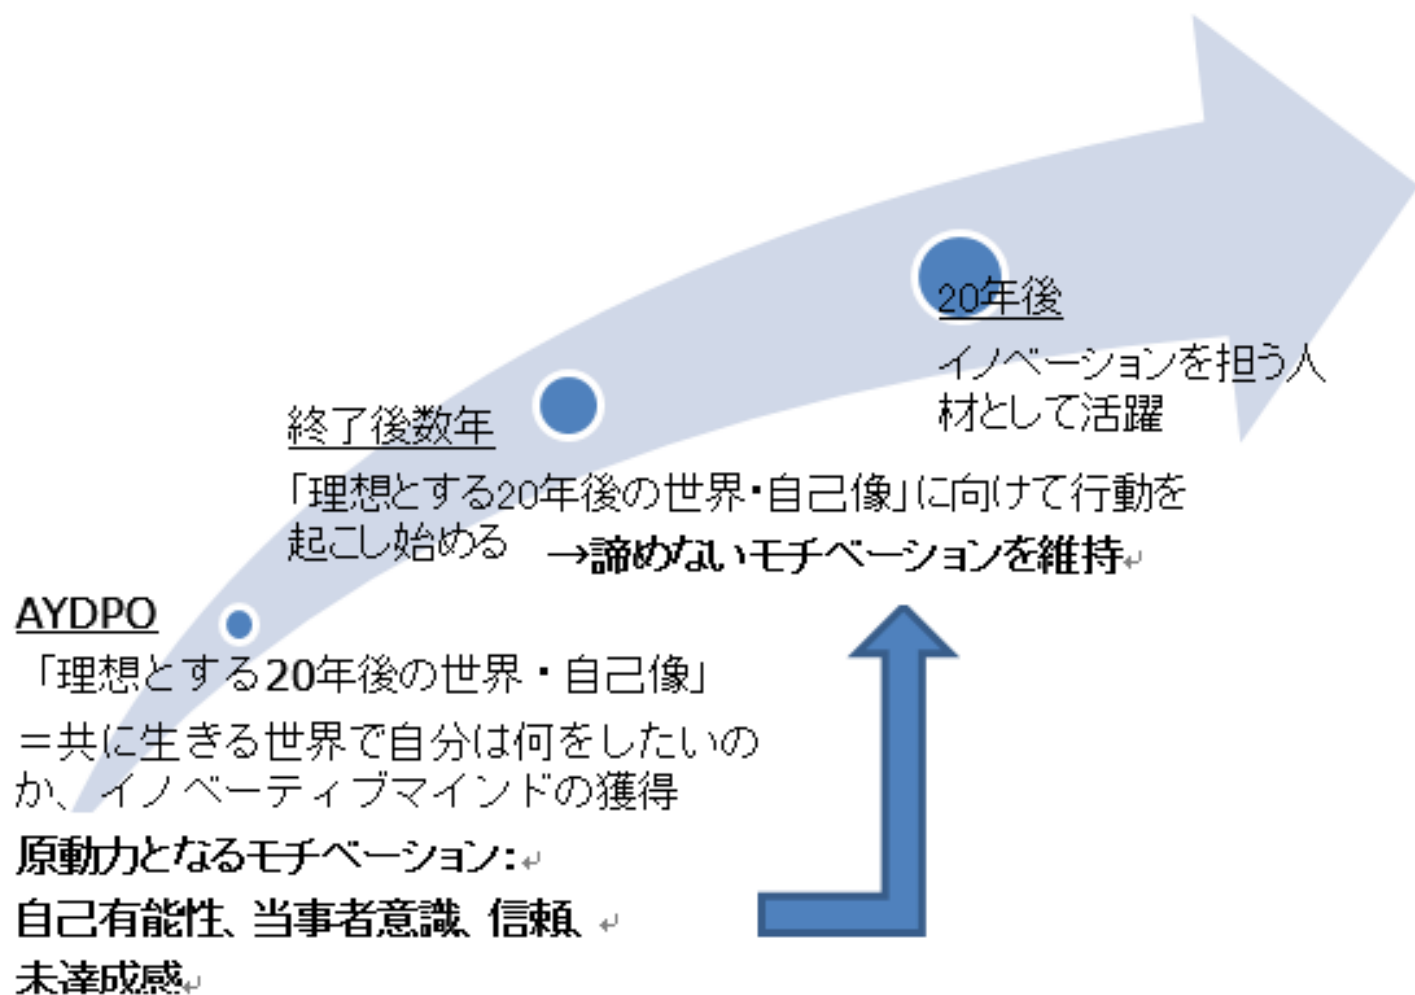 20年後
イノベーションを担う人
材として活躍
終了後数年
「理想とする20年後の世界・自己像」に向けて行動を
起こし始める →諦めないモチベーションを維持↵
AYDPO
「理想とする20年後の世界・自己像」
＝共に生きる世界で自分は何をしたいの
か、イノベーティブマインドの獲得
原動力となるモチベーション:↵
自己有能性、当事者意識、信頼、↵
未達成感↵